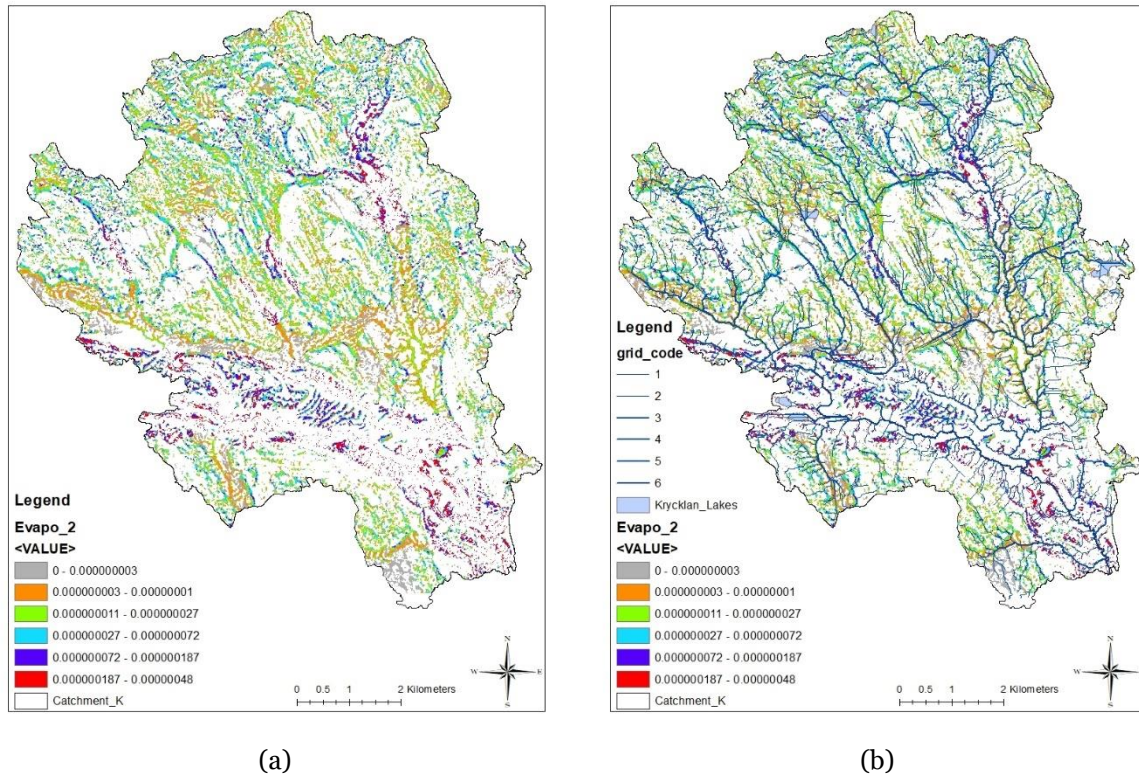 Legend
Evapo_2
<VALUE>
0 - 0.000000003
0.000000003 - 0.00000001
0.000000011 - 0.000000027
0.000000027 - 0.000000072
0.000000072 - 0.000000187
0.000000187 - 0.00000048
Catchment_K
0 0.5 1 2 Kilometers
N
W E
S
(a)
Legend
grid_code
1
2
3
4
5
6
Krycklan_Lakes
Evapo_2
<VALUE>
0 - 0.000000003
0.000000003 - 0.00000001
0.000000011 - 0.000000027
0.000000027 - 0.000000072
0.000000072 - 0.000000187
0.000000187 - 0.00000048
Catchment_K
0 0.5 1 2 Kilometers
N
W E
S
(b)